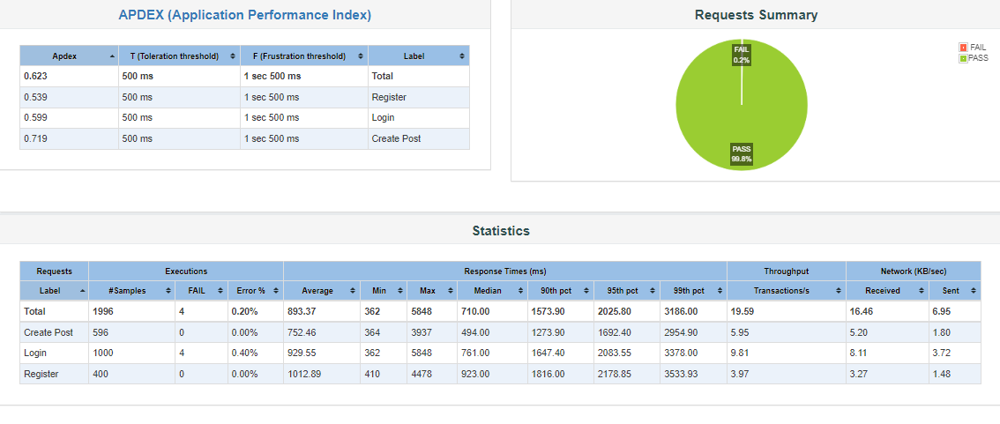 APDEX (Application Performance Index)
Apdex T (Toleration threshold) F (Frustration threshold) Label
0.623 500 ms 1 sec 500 ms Total
0.539 500 ms 1 sec 500 ms Register
0.599 500 ms 1 sec 500 ms Login
0.719 500 ms 1 sec 500 ms Create Post
Requests Summary
FAIL
0.2%
PASS
99.8%
FAIL
PASS
Statistics
Requests Executions Response Times (ms) Throughput Network (KB/sec)
Label #Samples FAIL Error % Average Min Max Median 90th pct 95th pct 99th pct Transactions/s Received Sent
Total 1996 4 0.20% 893.37 362 5848 710.00 1573.90 2025.80 3186.00 19.59 16.46 6.95
Create Post 596 0 0.00% 752.46 364 3937 494.00 1273.90 1692.40 2954.90 5.95 5.20 1.80
Login 1000 4 0.40% 929.55 362 5848 761.00 1647.40 2083.55 3378.00 9.81 8.11 3.72
Register 400 0 0.00% 1012.89 410 4478 923.00 1816.00 2178.85 3533.93 3.97 3.27 1.48